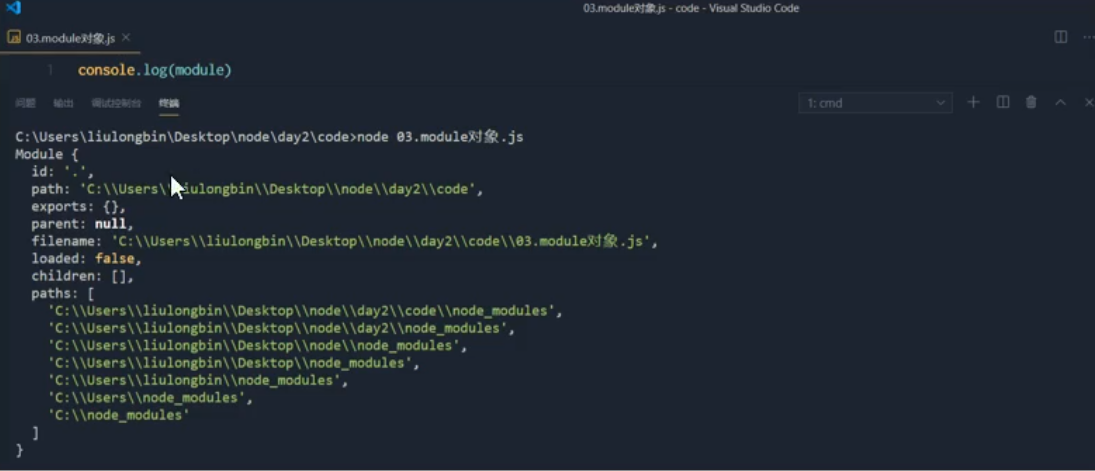 03.module对象.js - code - Visual Studio Code
03.module对象.js
1 console.log(module)
问题 输出 调试控制台 终端
1: cmd
C:\Users\liulongbin\Desktop\node\day2\code>node 03.module对象.js
Module {
id: '.',
path: 'C:\\Users\\liulongbin\\Desktop\\node\\day2\\code',
exports: {},
parent: null,
filename: 'C:\\Users\\liulongbin\\Desktop\\node\\day2\\code\\03.module对象.js',
loaded: false,
children: [],
paths: [
'C:\\Users\\liulongbin\\Desktop\\node\\day2\\code\\node_modules',
'C:\\Users\\liulongbin\\Desktop\\node\\day2\\node_modules',
'C:\\Users\\liulongbin\\Desktop\\node\\node_modules',
'C:\\Users\\liulongbin\\Desktop\\node_modules',
'C:\\Users\\liulongbin\\node_modules',
'C:\\Users\\node_modules',
'C:\\node_modules'
]
}